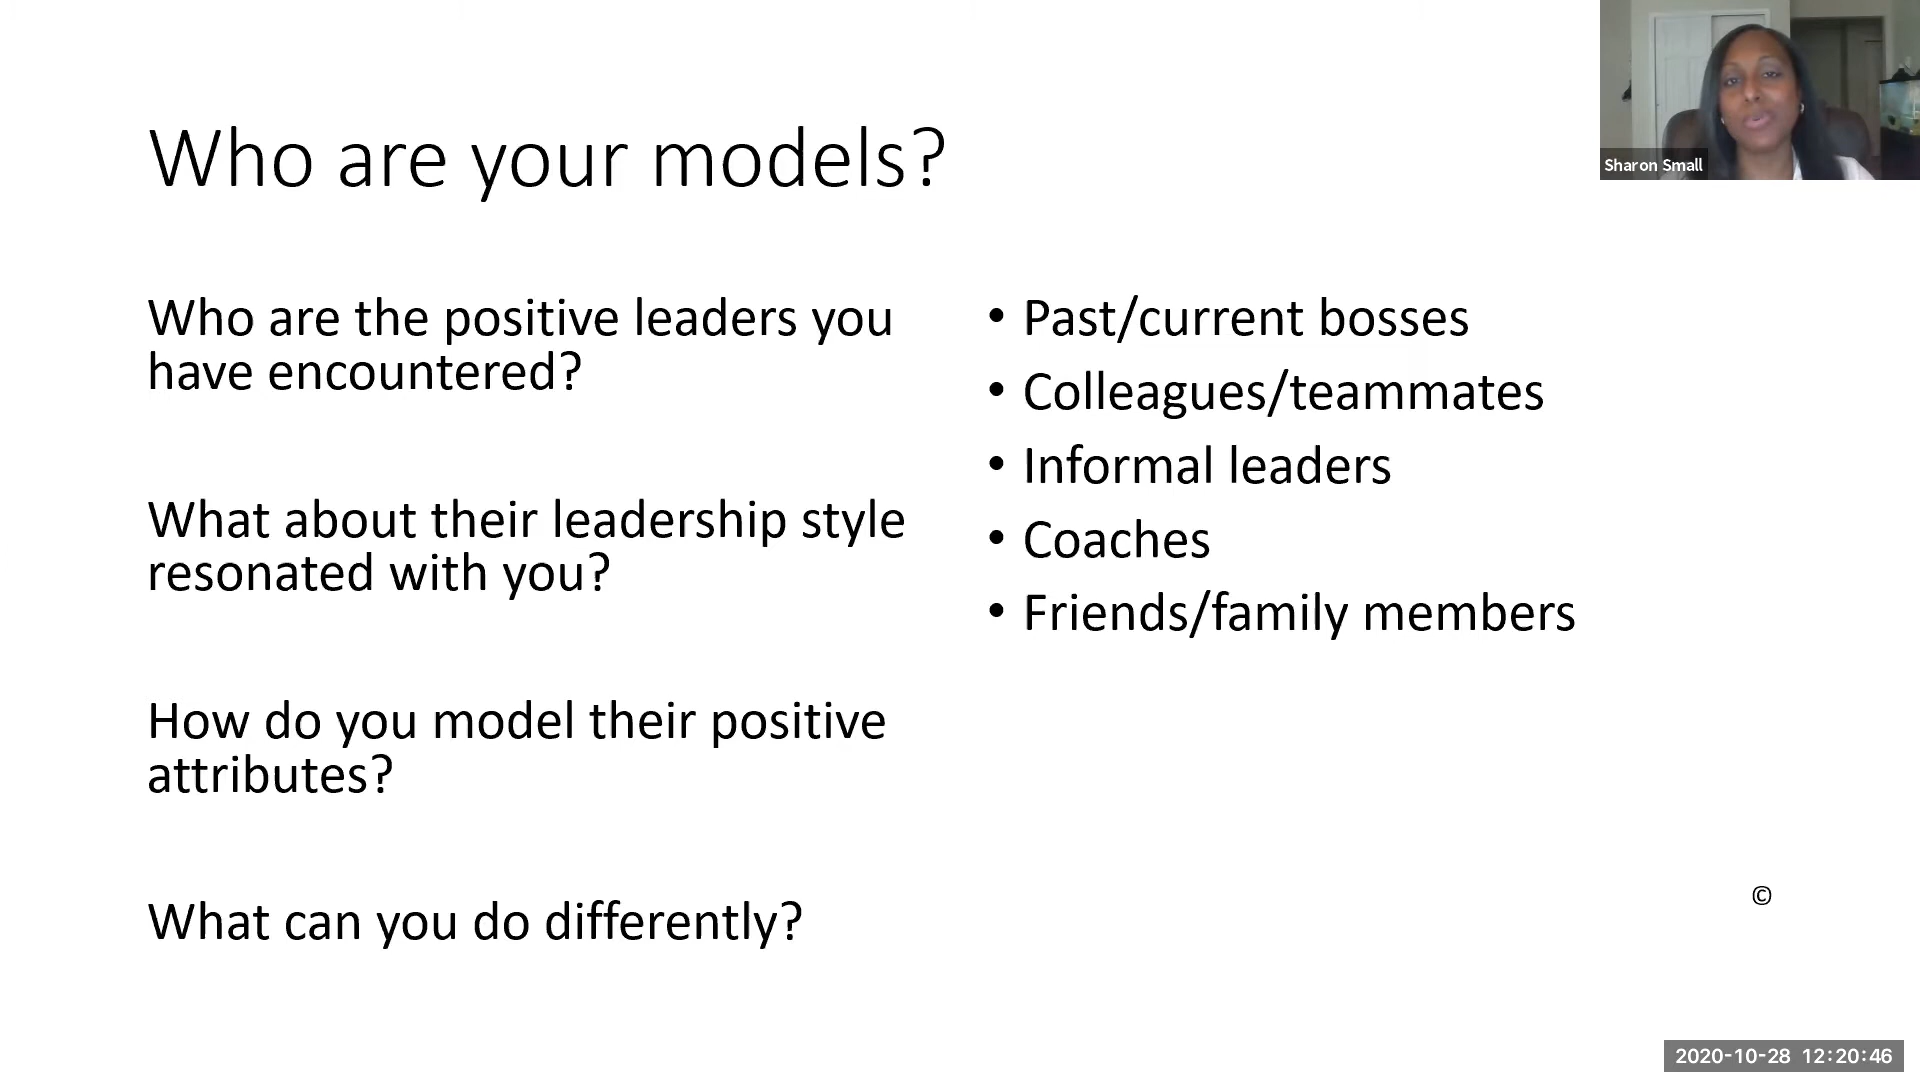 Who are your models?
Sharon Small
Who are the positive leaders you
have encountered?
What about their leadership style
resonated with you?
How do you model their positive
attributes?
What can you do differently?
• Past/current bosses
• Colleagues/teammates
• Informal leaders
• Coaches
• Friends/family members
©
2020-10-28 12:20:46